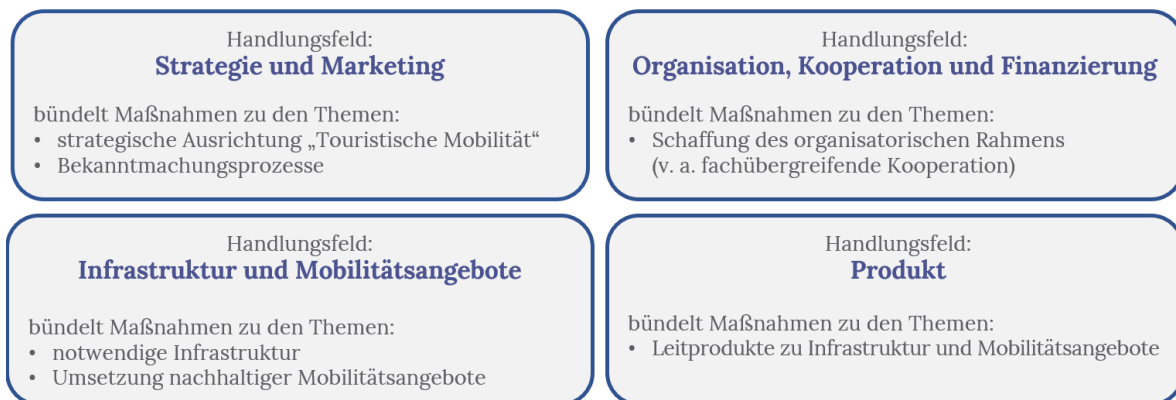 Handlungsfeld:
Strategie und Marketing
bündelt Maßnahmen zu den Themen:
• strategische Ausrichtung „Touristische Mobilität“
• Bekanntmachungsprozesse
Handlungsfeld:
Organisation, Kooperation und Finanzierung
bündelt Maßnahmen zu den Themen:
• Schaffung des organisatorischen Rahmens
(v. a. fachübergreifende Kooperation)
Handlungsfeld:
Infrastruktur und Mobilitätsangebote
bündelt Maßnahmen zu den Themen:
• notwendige Infrastruktur
• Umsetzung nachhaltiger Mobilitätsangebote
Handlungsfeld:
Produkt
bündelt Maßnahmen zu den Themen:
• Leitprodukte zu Infrastruktur und Mobilitätsangebote